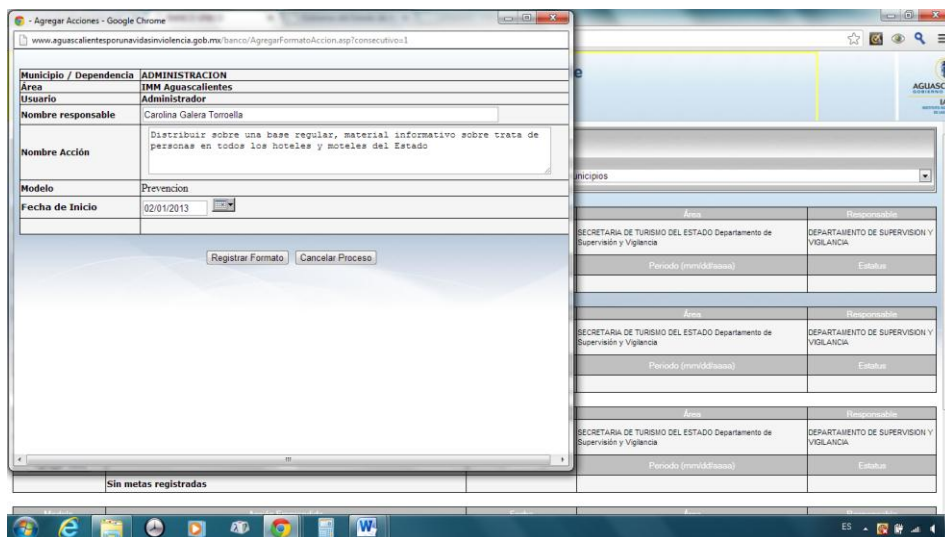 - Agregar Acciones - Google Chrome
www.aguascalientesporunavidasinviolencia.gob.mx/banco/AgregarFormatoAccion.asp?consecutivo=1
Municipio / Dependencia ADMINISTRACION
Área IMM Aguascalientes
Usuario Administrador
Nombre responsable Carolina Galera Torroella
Nombre Acción Distribuir sobre una base regular, material informativo sobre trata de
personas en todos los hoteles y moteles del Estado
Modelo Prevencion
Fecha de Inicio 02/01/2013
Registrar Formato Cancelar Proceso
e
AGUASC
unicipios
Área Responsable
SECRETARIA DE TURISMO DEL ESTADO Departamento de DEPARTAMENTO DE SUPERVISION Y
Supervisión y Vigilancia VIGILANCIA
Periodo (mm/dd/aaaa) Estatus
Área Responsable
SECRETARIA DE TURISMO DEL ESTADO Departamento de DEPARTAMENTO DE SUPERVISION Y
Supervisión y Vigilancia VIGILANCIA
Periodo (mm/dd/aaaa) Estatus
Área Responsable
SECRETARIA DE TURISMO DEL ESTADO Departamento de DEPARTAMENTO DE SUPERVISION Y
Supervisión y Vigilancia VIGILANCIA
Periodo (mm/dd/aaaa) Estatus
Sin metas registradas
ES